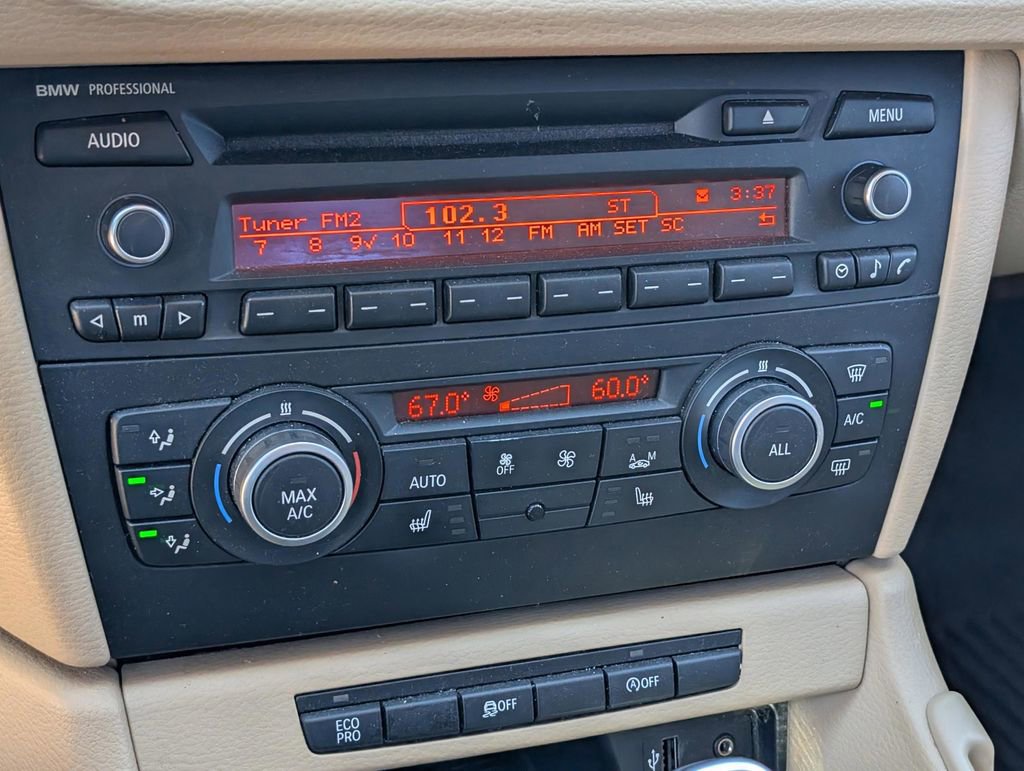 BMW PROFESSIONAL
AUDIO
MENU
Tuner FM2 102.3 ST 3:37
7 8 9✓ 10 11 12 FM AM SET SC
m
67.0° 60.0°
MAX
A/C
AUTO
OFF
A M
ALL
A/C
ECO
PRO
OFF
OFF